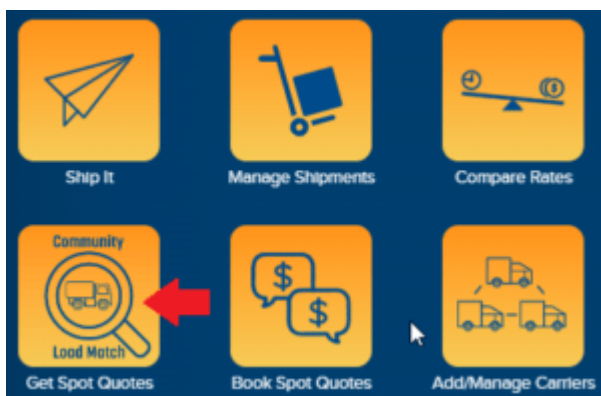 Ship It
Manage Shipments
Compare Rates
Community
Load Match
$
$
$
Get Spot Quotes
Book Spot Quotes
Add/Manage Carriers